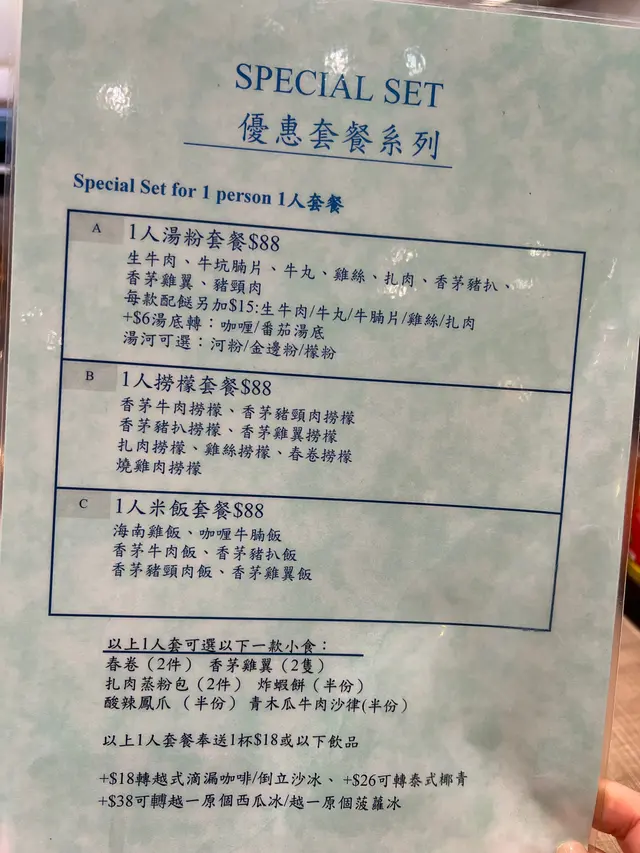 SPECIAL SET
優惠套餐系列
Special Set for 1 person 1人套餐
A
1人湯粉套餐$88
生牛肉、牛坑腩片、牛丸、雞絲、扎肉、香茅豬扒、
香茅雞翼、豬頸肉
每款配餸另加$15:生牛肉/牛丸/牛腩片/雞絲/扎肉
+$6湯底轉：咖喱/番茄湯底
湯河可選：河粉/金邊粉/檬粉
B
1人撈檬套餐$88
香茅牛肉撈檬、香茅豬頸肉撈檬
香茅豬扒撈檬、香茅雞翼撈檬
扎肉撈檬、雞絲撈檬、春卷撈檬
燒雞肉撈檬
C
1人米飯套餐$88
海南雞飯、咖喱牛腩飯
香茅牛肉飯、香茅豬扒飯
香茅豬頸肉飯、香茅雞翼飯
以上1人套可選以下一款小食：
春卷（2件） 香茅雞翼（2隻）
扎肉蒸粉包（2件） 炸蝦餅（半份）
酸辣鳳爪（半份） 青木瓜牛肉沙律(半份）
以上1人套餐奉送1杯$18或以下飲品
+$18轉越式滴漏咖啡/倒立沙冰、+$26可轉泰式椰青
+$38可轉越一原個西瓜冰/越一原個菠蘿冰